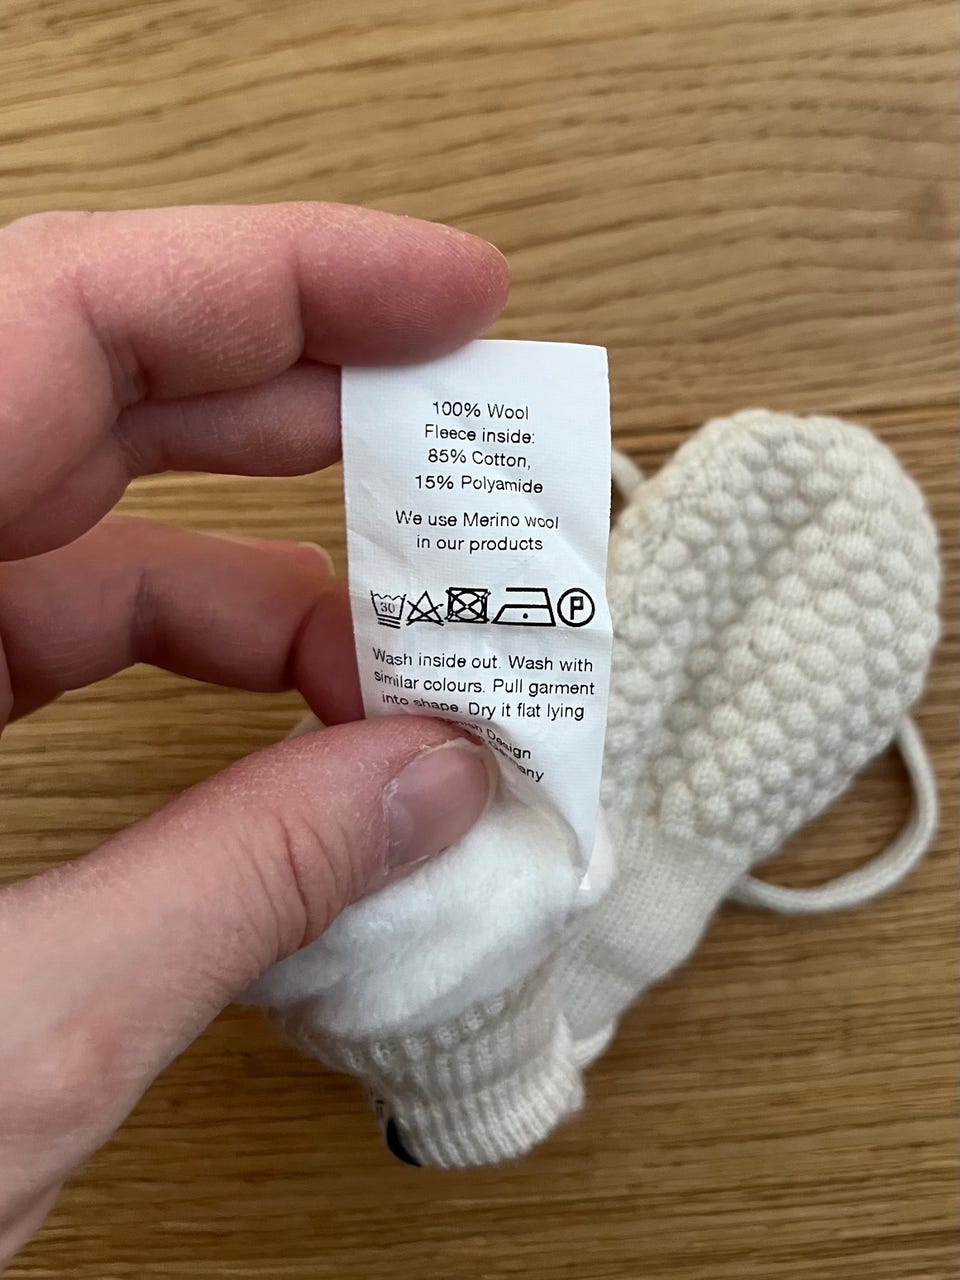 100% Wool
Fleece inside:
85% Cotton,
15% Polyamide
We use Merino wool
in our products
30 P
Wash inside out. Wash with
similar colours. Pull garment
into shape. Dry it flat lying
Design